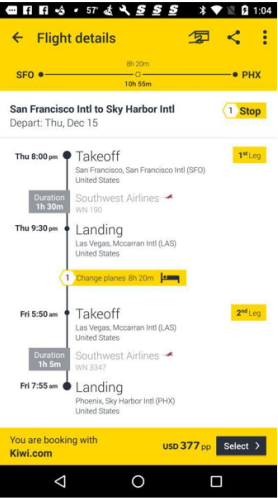 57°
1:04
Flight details
8h 20m
SFO
PHX
10h 55m
San Francisco Intl to Sky Harbor Intl
Depart: Thu, Dec 15
1 Stop
Thu 8:00 pm
Takeoff
1st Leg
San Francisco, San Francisco Intl (SFO)
United States
Duration
1h 30m
Southwest Airlines
WN 190
Thu 9:30 pm
Landing
Las Vegas, Mccarran Intl (LAS)
United States
1 Change planes 8h 20m
Fri 5:50 am
Takeoff
2nd Leg
Las Vegas, Mccarran Intl (LAS)
United States
Duration
1h 5m
Southwest Airlines
WN 3347
Fri 7:55 am
Landing
Phoenix, Sky Harbor Intl (PHX)
United States
You are booking with
Kiwi.com
USD 377 pp
Select >